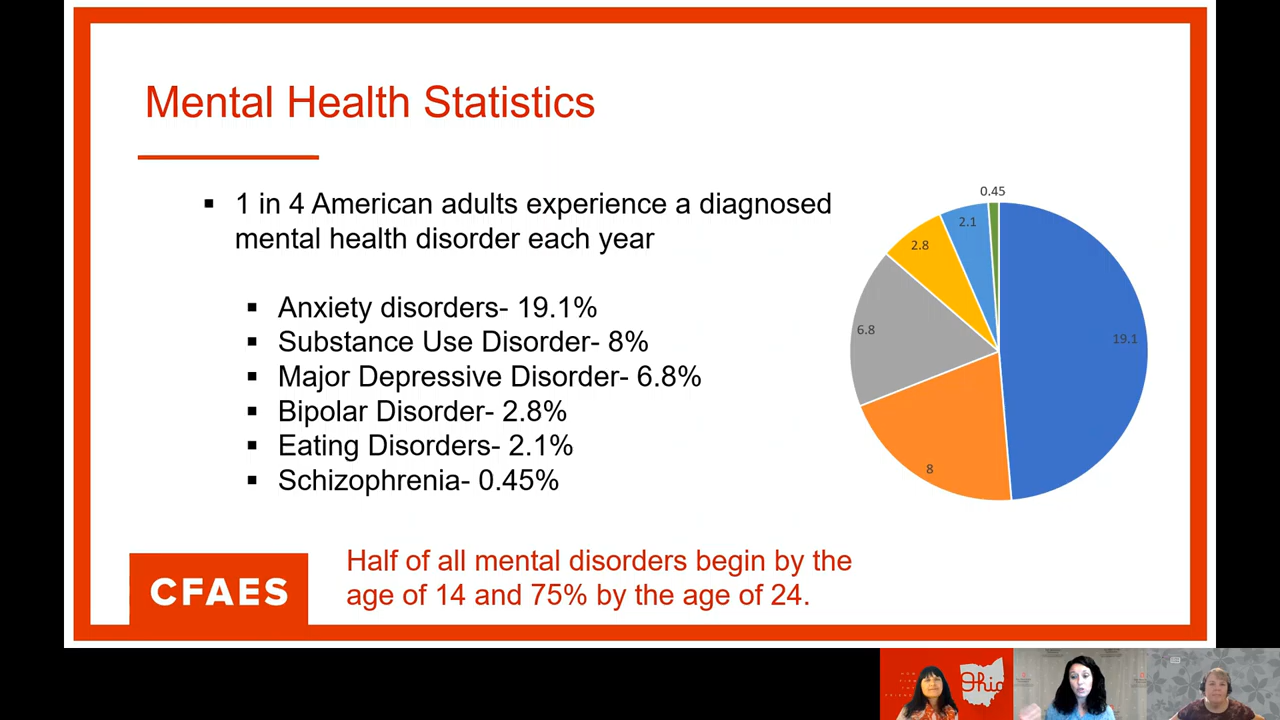 Mental Health Statistics
1 in 4 American adults experience a diagnosed
mental health disorder each year
Anxiety disorders- 19.1%
Substance Use Disorder- 8%
Major Depressive Disorder- 6.8%
Bipolar Disorder- 2.8%
Eating Disorders- 2.1%
Schizophrenia- 0.45%
0.45
2.1
2.8
6.8
19.1
8
Half of all mental disorders begin by the
age of 14 and 75% by the age of 24.
CFAES
Ohio